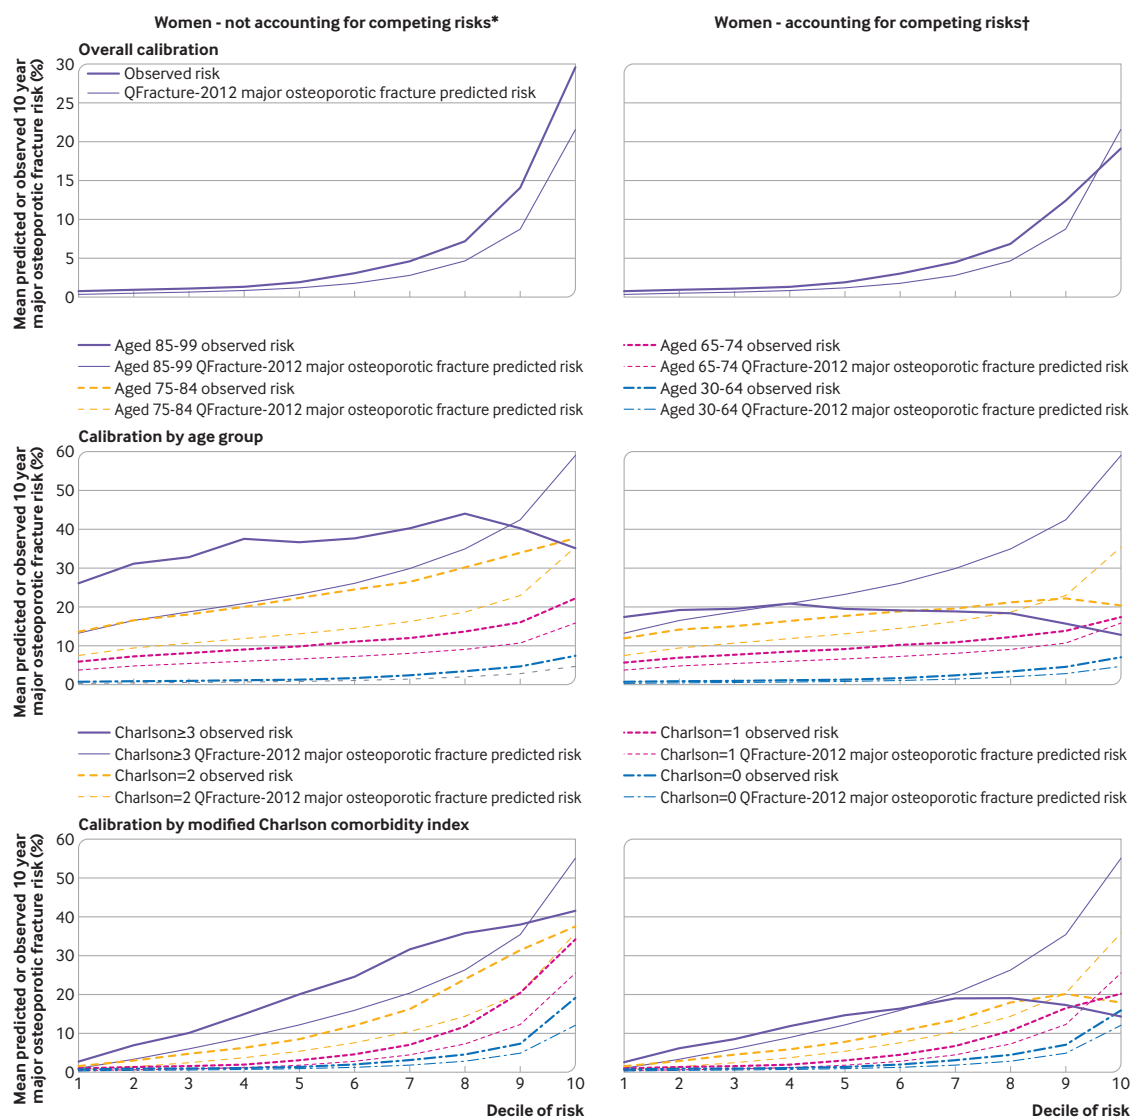 Women - not accounting for competing risks*
Women - accounting for competing risks†
Overall calibration
Mean predicted or observed 10 year
major osteoporotic fracture risk (%)
30
25
20
15
10
5
0
Observed risk
QFracture-2012 major osteoporotic fracture predicted risk
Aged 85-99 observed risk
Aged 85-99 QFracture-2012 major osteoporotic fracture predicted risk
Aged 75-84 observed risk
Aged 75-84 QFracture-2012 major osteoporotic fracture predicted risk
Aged 65-74 observed risk
Aged 65-74 QFracture-2012 major osteoporotic fracture predicted risk
Aged 30-64 observed risk
Aged 30-64 QFracture-2012 major osteoporotic fracture predicted risk
Calibration by age group
Mean predicted or observed 10 year
major osteoporotic fracture risk (%)
60
50
40
30
20
10
0
Charlson≥3 observed risk
Charlson≥3 QFracture-2012 major osteoporotic fracture predicted risk
Charlson=2 observed risk
Charlson=2 QFracture-2012 major osteoporotic fracture predicted risk
Charlson=1 observed risk
Charlson=1 QFracture-2012 major osteoporotic fracture predicted risk
Charlson=0 observed risk
Charlson=0 QFracture-2012 major osteoporotic fracture predicted risk
Calibration by modified Charlson comorbidity index
Mean predicted or observed 10 year
major osteoporotic fracture risk (%)
60
50
40
30
20
10
0
1 2 3 4 5 6 7 8 9 10
Decile of risk
1 2 3 4 5 6 7 8 9 10
Decile of risk